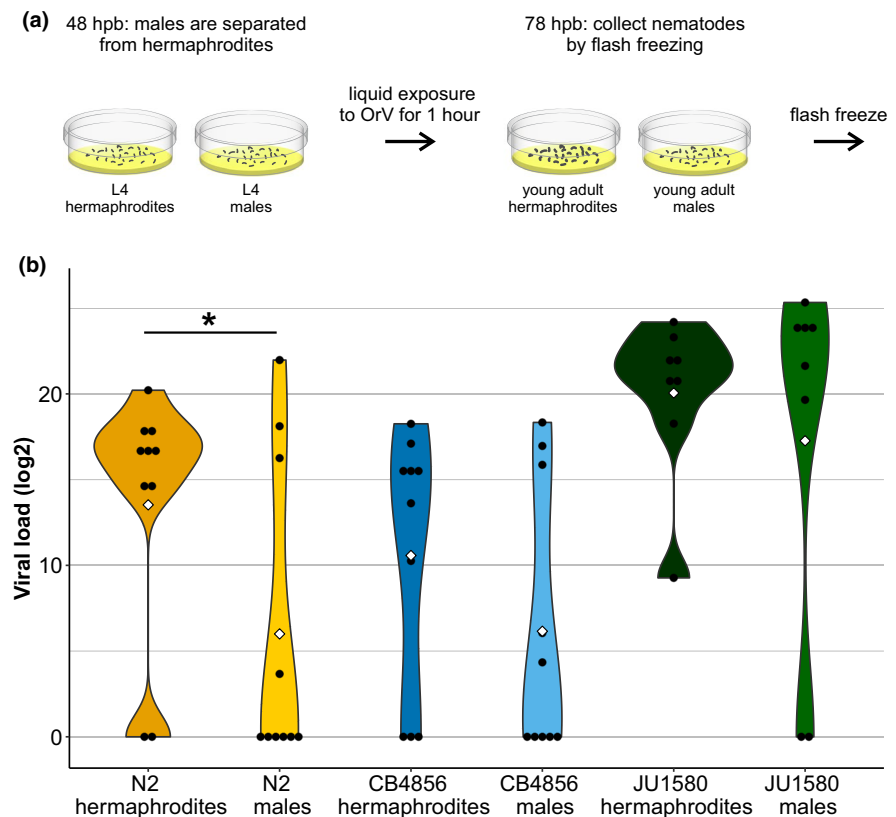 (a)
48 hpb: males are separated
from hermaphrodites
78 hpb: collect nematodes
by flash freezing
liquid exposure
to OrV for 1 hour
flash freeze
L4
hermaphrodites
L4
males
young adult
hermaphrodites
young adult
males
(b)
*
Viral load (log2)
20
10
0
N2
hermaphrodites
N2
males
CB4856
hermaphrodites
CB4856
males
JU1580
hermaphrodites
JU1580
males